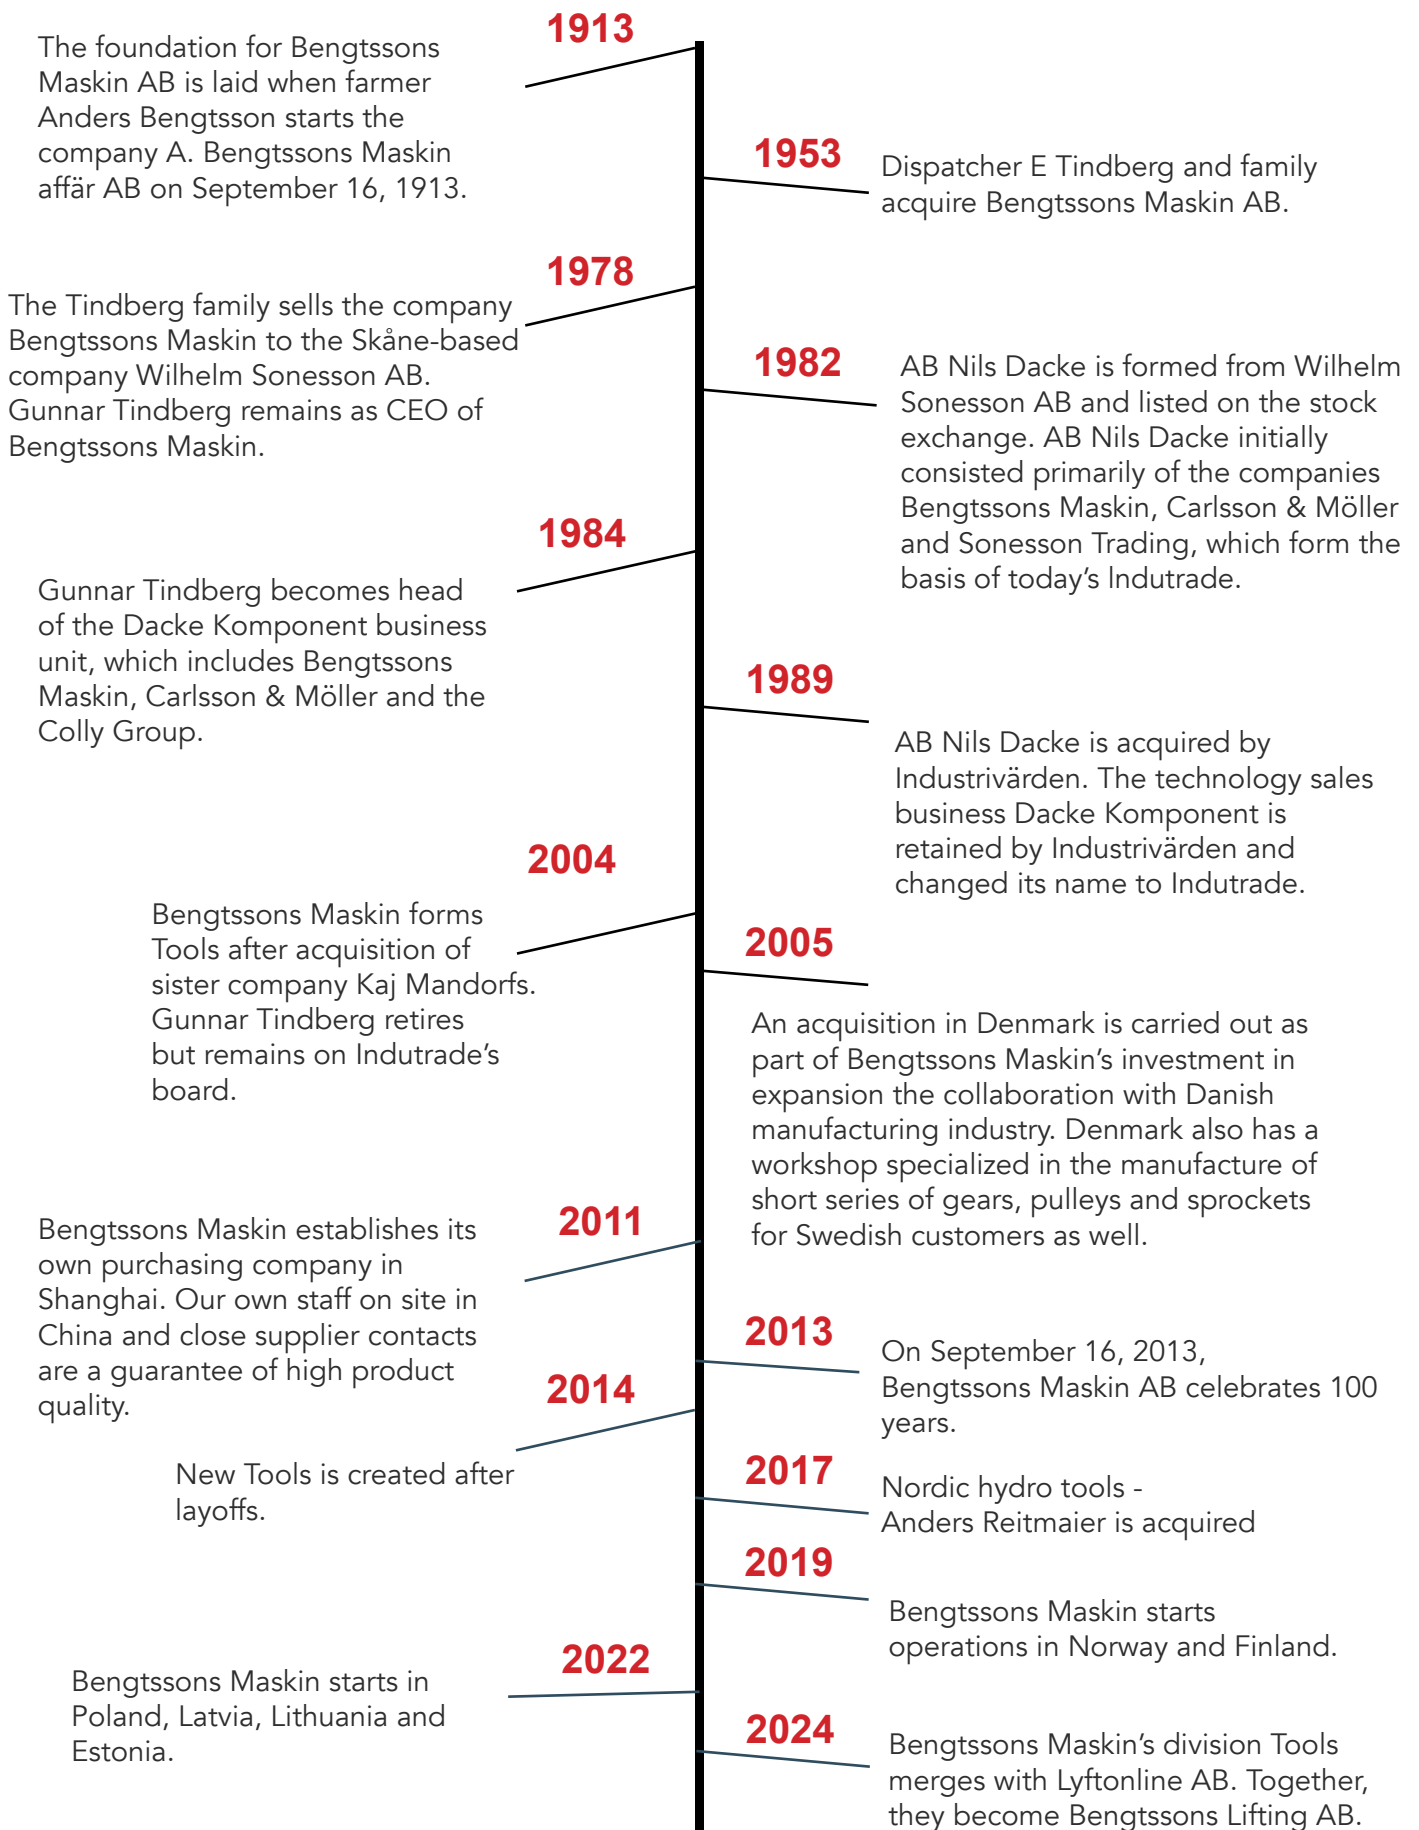 1913
The foundation for Bengtssons
Maskin AB is laid when farmer
Anders Bengtsson starts the
company A. Bengtssons Maskin
affär AB on September 16, 1913.
1953
Dispatcher E Tindberg and family
acquire Bengtssons Maskin AB.
1978
The Tindberg family sells the company
Bengtssons Maskin to the Skåne-based
company Wilhelm Sonesson AB.
Gunnar Tindberg remains as CEO of
Bengtssons Maskin.
1982
AB Nils Dacke is formed from Wilhelm
Sonesson AB and listed on the stock
exchange. AB Nils Dacke initially
consisted primarily of the companies
Bengtssons Maskin, Carlsson & Möller
and Sonesson Trading, which form the
basis of today's Indutrade.
1984
Gunnar Tindberg becomes head
of the Dacke Komponent business
unit, which includes Bengtssons
Maskin, Carlsson & Möller and the
Colly Group.
1989
AB Nils Dacke is acquired by
Industrivärden. The technology sales
business Dacke Komponent is
retained by Industrivärden and
changed its name to Indutrade.
2004
Bengtssons Maskin forms
Tools after acquisition of
sister company Kaj Mandorfs.
Gunnar Tindberg retires
but remains on Indutrade's
board.
2005
An acquisition in Denmark is carried out as
part of Bengtssons Maskin's investment in
expansion the collaboration with Danish
manufacturing industry. Denmark also has a
workshop specialized in the manufacture of
short series of gears, pulleys and sprockets
for Swedish customers as well.
2011
Bengtssons Maskin establishes its
own purchasing company in
Shanghai. Our own staff on site in
China and close supplier contacts
are a guarantee of high product
quality.
2013
On September 16, 2013,
Bengtssons Maskin AB celebrates 100
years.
2014
New Tools is created after
layoffs.
2017
Nordic hydro tools -
Anders Reitmaier is acquired
2019
Bengtssons Maskin starts
operations in Norway and Finland.
2022
Bengtssons Maskin starts in
Poland, Latvia, Lithuania and
Estonia.
2024
Bengtssons Maskin's division Tools
merges with Lyftonline AB. Together,
they become Bengtssons Lifting AB.